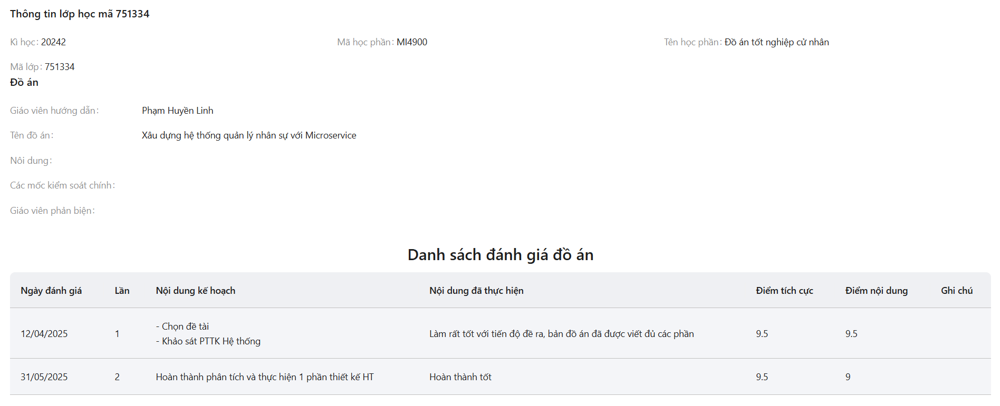 Thông tin lớp học mã 751334
Kì học: 20242 Mã học phần: MI4900 Tên học phần: Đồ án tốt nghiệp cử nhân
Mã lớp: 751334
Đồ án
Giáo viên hướng dẫn: Phạm Huyền Linh
Tên đồ án: Xâu dựng hệ thống quản lý nhân sự với Microservice
Nôi dung:
Các mốc kiểm soát chính:
Giáo viên phản biện:
Danh sách đánh giá đồ án
Ngày đánh giá Lần Nội dung kế hoạch Nội dung đã thực hiện Điểm tích cực Điểm nội dung Ghi chú
12/04/2025 1 - Chọn đề tài
- Khảo sát PTTK Hệ thống Làm rất tốt với tiến độ đề ra, bản đồ án đã được viết đủ các phần 9.5 9.5
31/05/2025 2 Hoàn thành phân tích và thực hiện 1 phần thiết kế HT Hoàn thành tốt 9.5 9